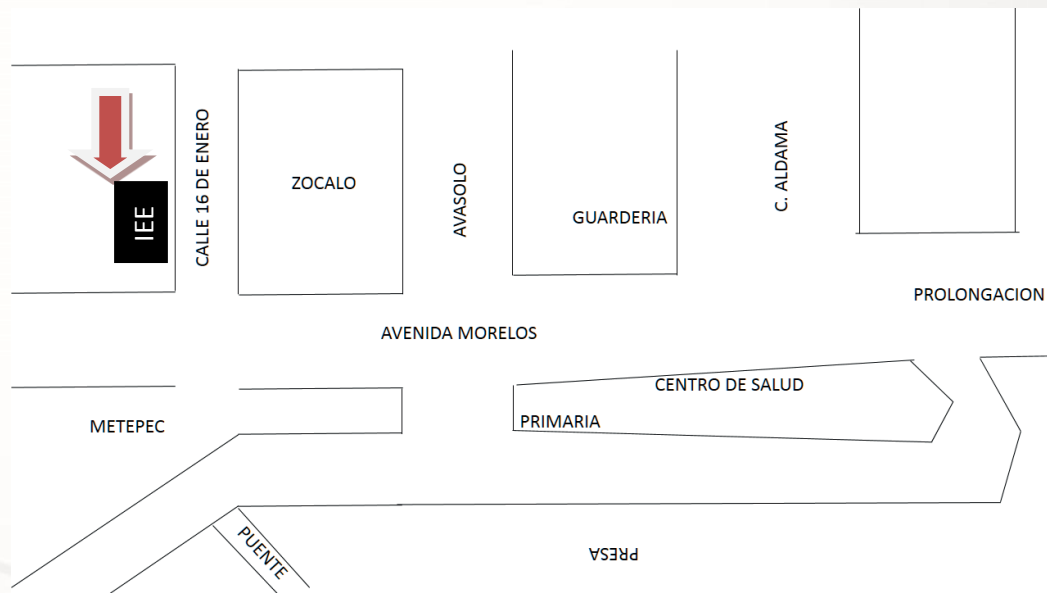 CALLE 16 DE ENERO
IEE
ZOCALO
AVASOLO
GUARDERIA
C. ALDAMA
PROLONGACION
AVENIDA MORELOS
CENTRO DE SALUD
METEPEC
PRIMARIA
PUENTE
PRESA